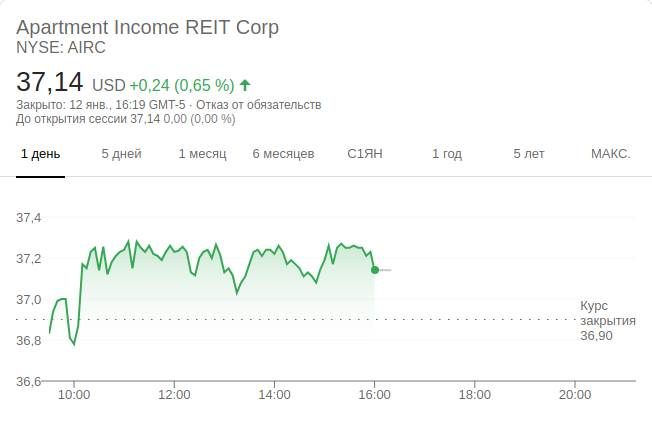 Apartment Income REIT Corp
NYSE: AIRC
37,14 USD +0,24 (0,65 %)
Закрыто: 12 янв., 16:19 GMT-5 · Отказ от обязательств
До открытия сессии 37,14 0,00 (0,00 %)
1 день 5 дней 1 месяц 6 месяцев С1ЯН 1 год 5 лет МАКС.
37,4
37,2
37,0
Курс
закрытия
36,90
36,8
36,6
10:00 12:00 14:00 16:00 18:00 20:00